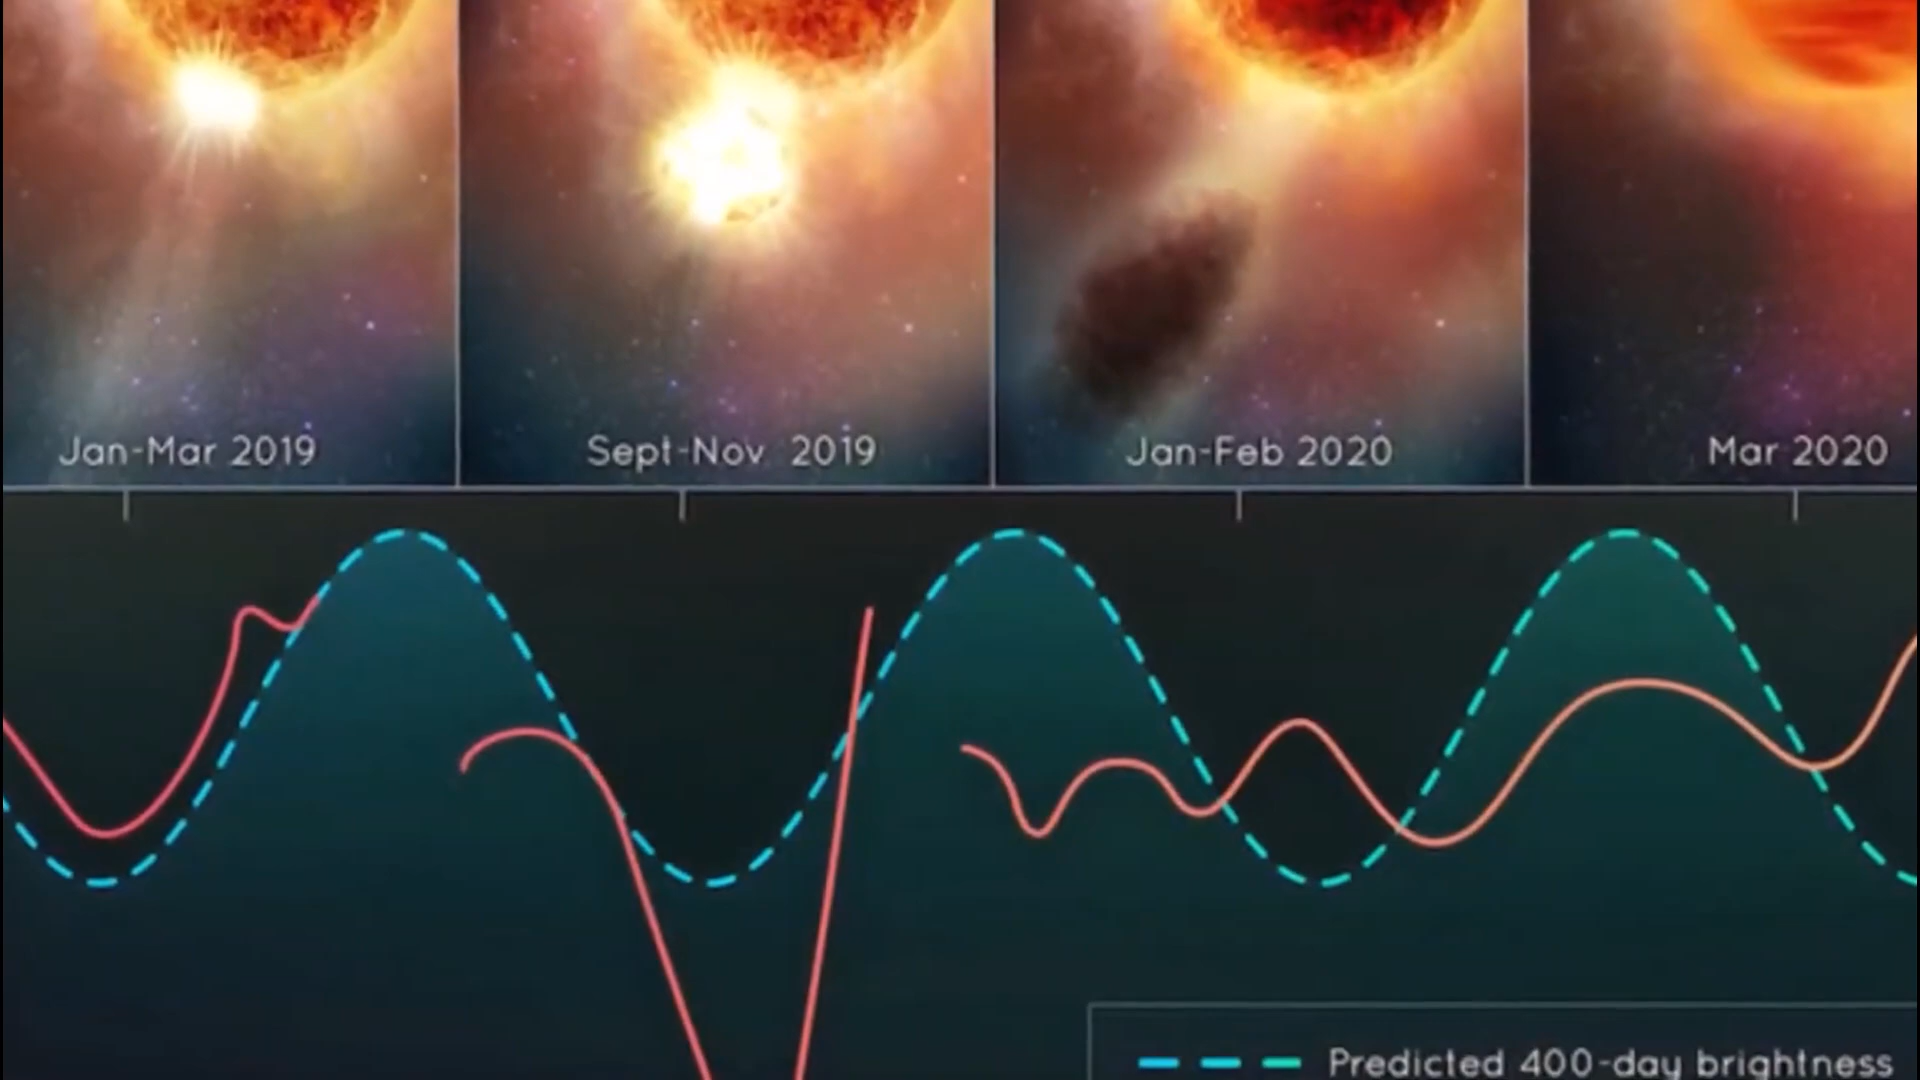 Jan-Mar 2019
Sept-Nov 2019
Jan-Feb 2020
Mar 2020
Predicted 400-day brightness